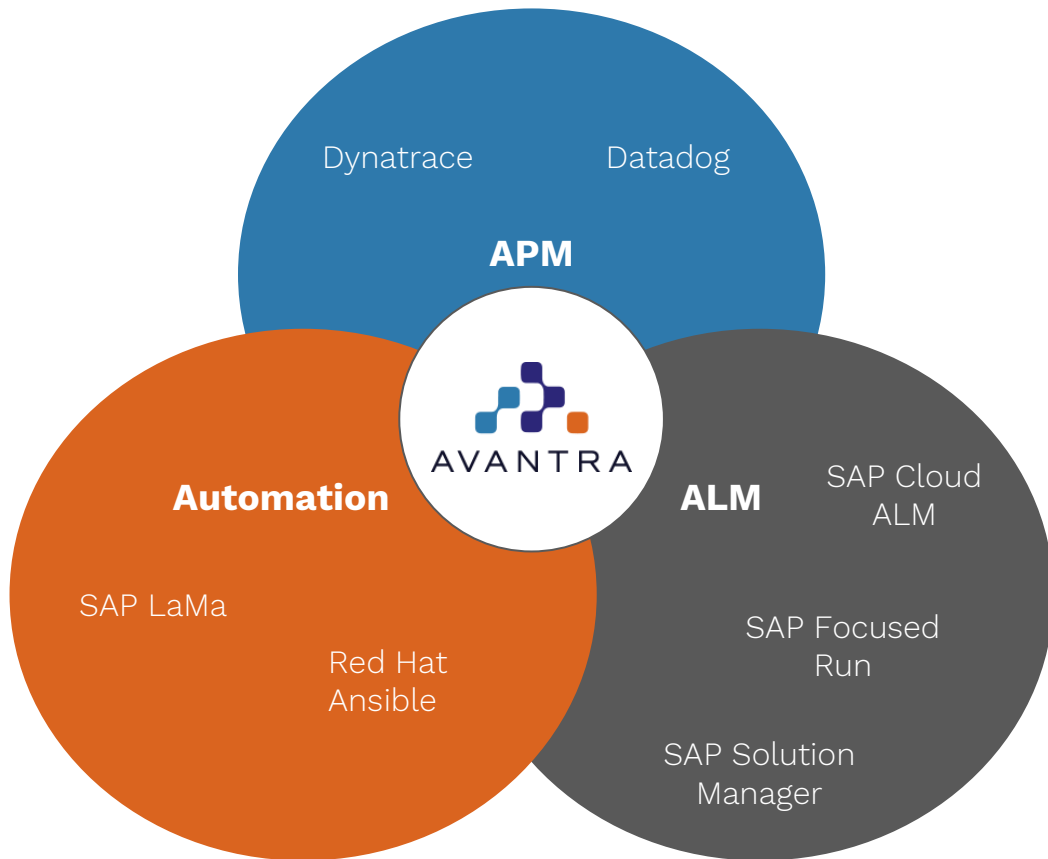 Dynatrace
Datadog
APM
AVANTRA
Automation
ALM
SAP Cloud
ALM
SAP LaMa
Red Hat
Ansible
SAP Focused
Run
SAP Solution
Manager